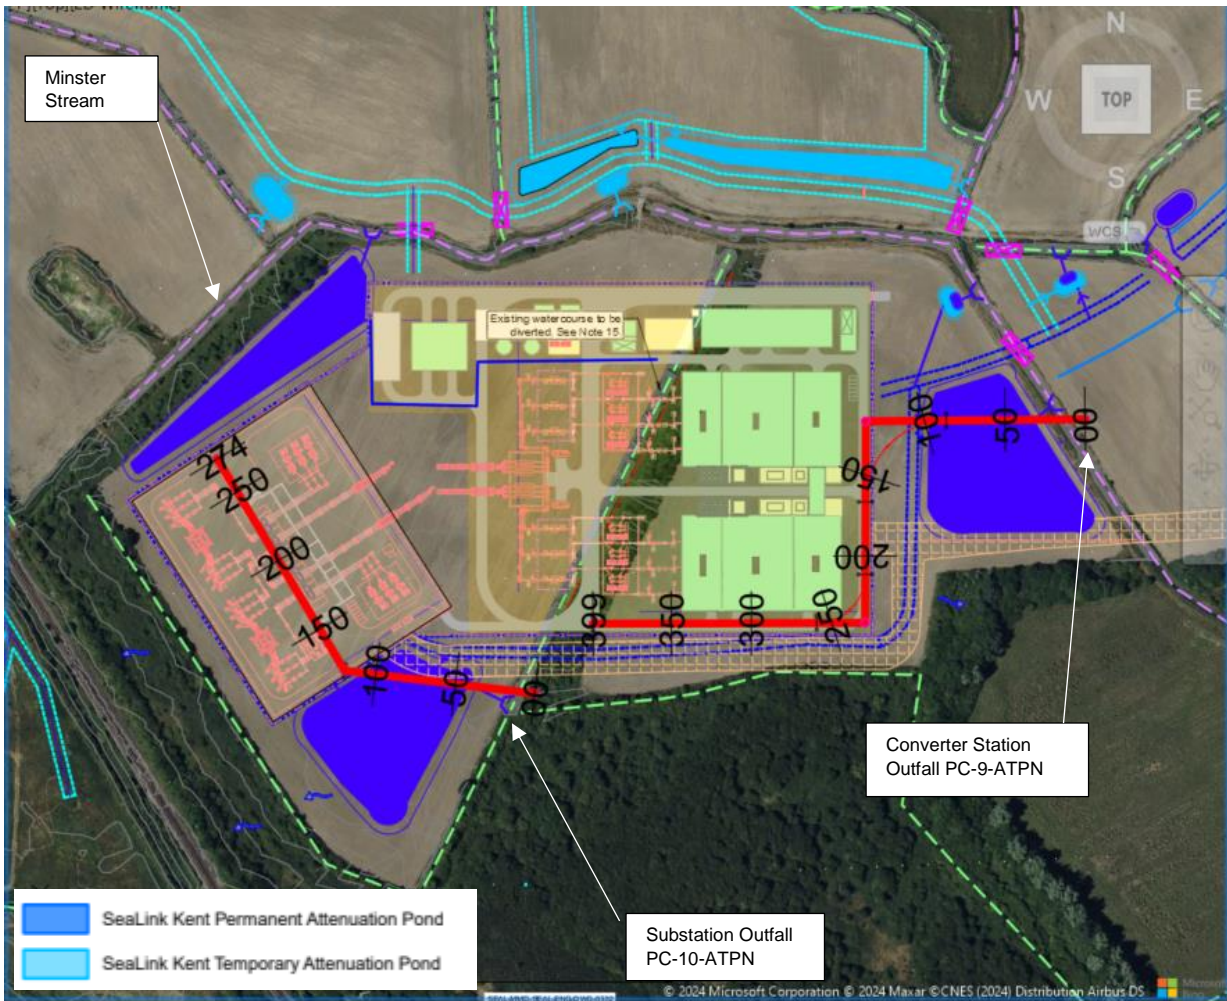 Minster
Stream
N
W
TOP
E
S
WCS
Existing watercourse to be
diverted. See Note 15
274
250
200
150
100
50
00
00
50
100
150
200
250
300
350
399
Converter Station
Outfall PC-9-ATPN
Substation Outfall
PC-10-ATPN
SeaLink Kent Permanent Attenuation Pond
SeaLink Kent Temporary Attenuation Pond
© 2024 Microsoft Corporation © 2024 Maxar ©CNES (2024) Distribution Airbus DS